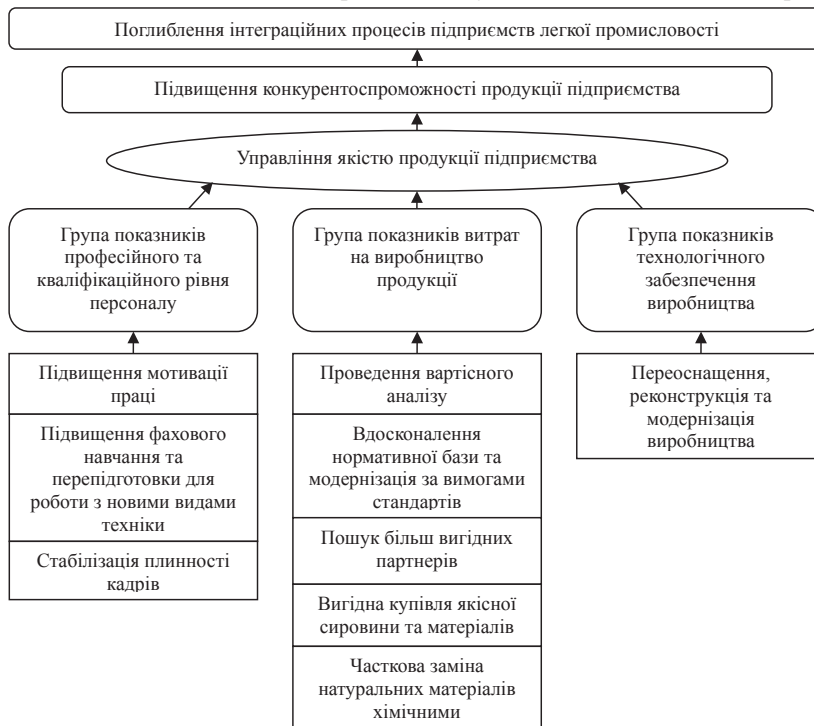 Поглиблення інтеграційних процесів підприємств легкої промисловості
Підвищення конкурентоспроможності продукції підприємства
Управління якістю продукції підприємства
Група показників
професійного та
кваліфікаційного рівня
персоналу
Група показників витрат
на виробництво
продукції
Група показників
технологічного
забезпечення
виробництва
Підвищення мотивації
праці
Підвищення фахового
навчання та
перепідготовки для
роботи з новими видами
техніки
Стабілізація плинності
кадрів
Проведення вартісного
аналізу
Вдосконалення
нормативної бази та
модернізація за вимогами
стандартів
Пошук більш вигідних
партнерів
Вигідна купівля якісної
сировини та матеріалів
Часткова заміна
натуральних матеріалів
хімічними
Переоснащення,
реконструкція та
модернізація
виробництва